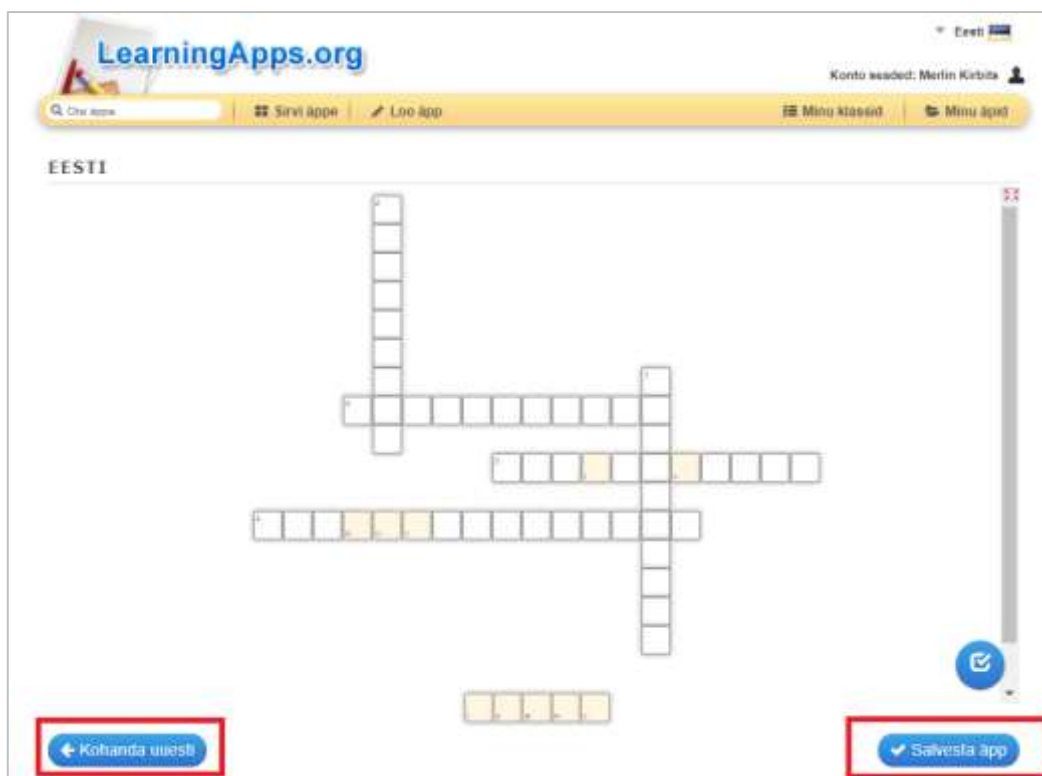 LearningApps.org
Eesti
Konto seaded: Merlin Kirbits
Sirvi äppe
Loo äpp
Minu klassid
Minu äpid
EESTI
Kohanda uuesti
Salvesta äpp